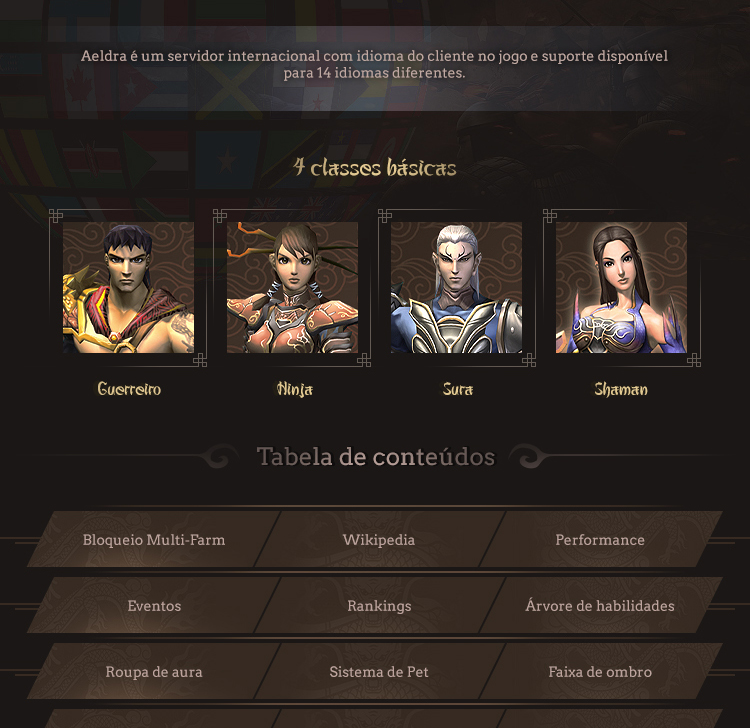 Aeldra é um servidor internacional com idioma do cliente no jogo e suporte disponível
para 14 idiomas diferentes.
4 classes básicas
Guerreiro
Ninja
Sura
Shaman
Tabela de conteúdos
Bloqueio Multi-Farm
Wikipedia
Performance
Eventos
Rankings
Árvore de habilidades
Roupa de aura
Sistema de Pet
Faixa de ombro